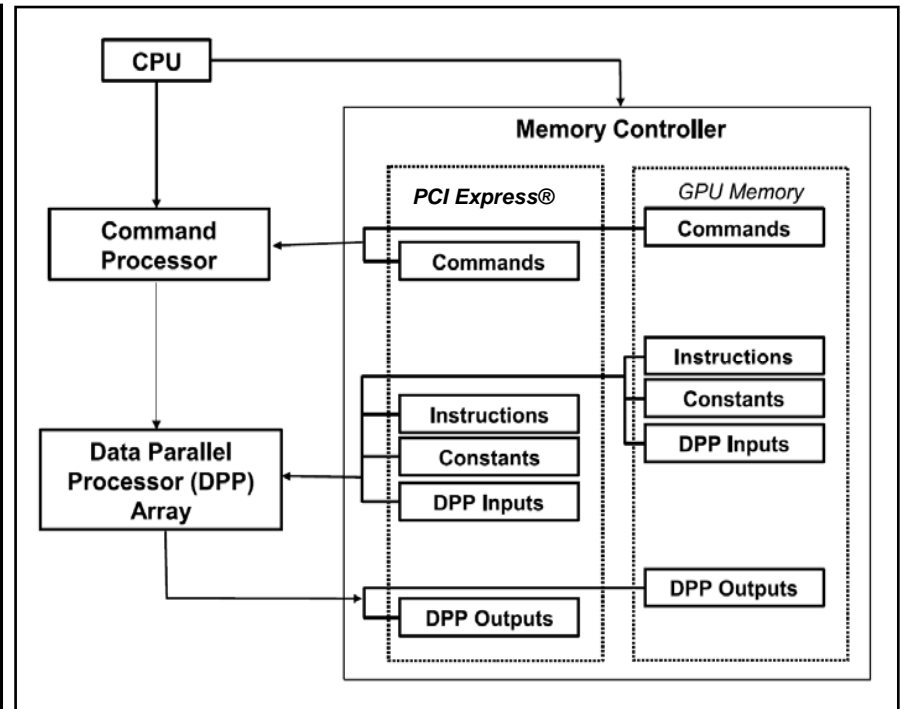 CPU
Memory Controller
PCI Express®
GPU Memory
Command
Processor
Commands
Commands
Instructions
Constants
DPP Inputs
Instructions
Constants
DPP Inputs
Data Parallel
Processor (DPP)
Array
DPP Outputs
DPP Outputs